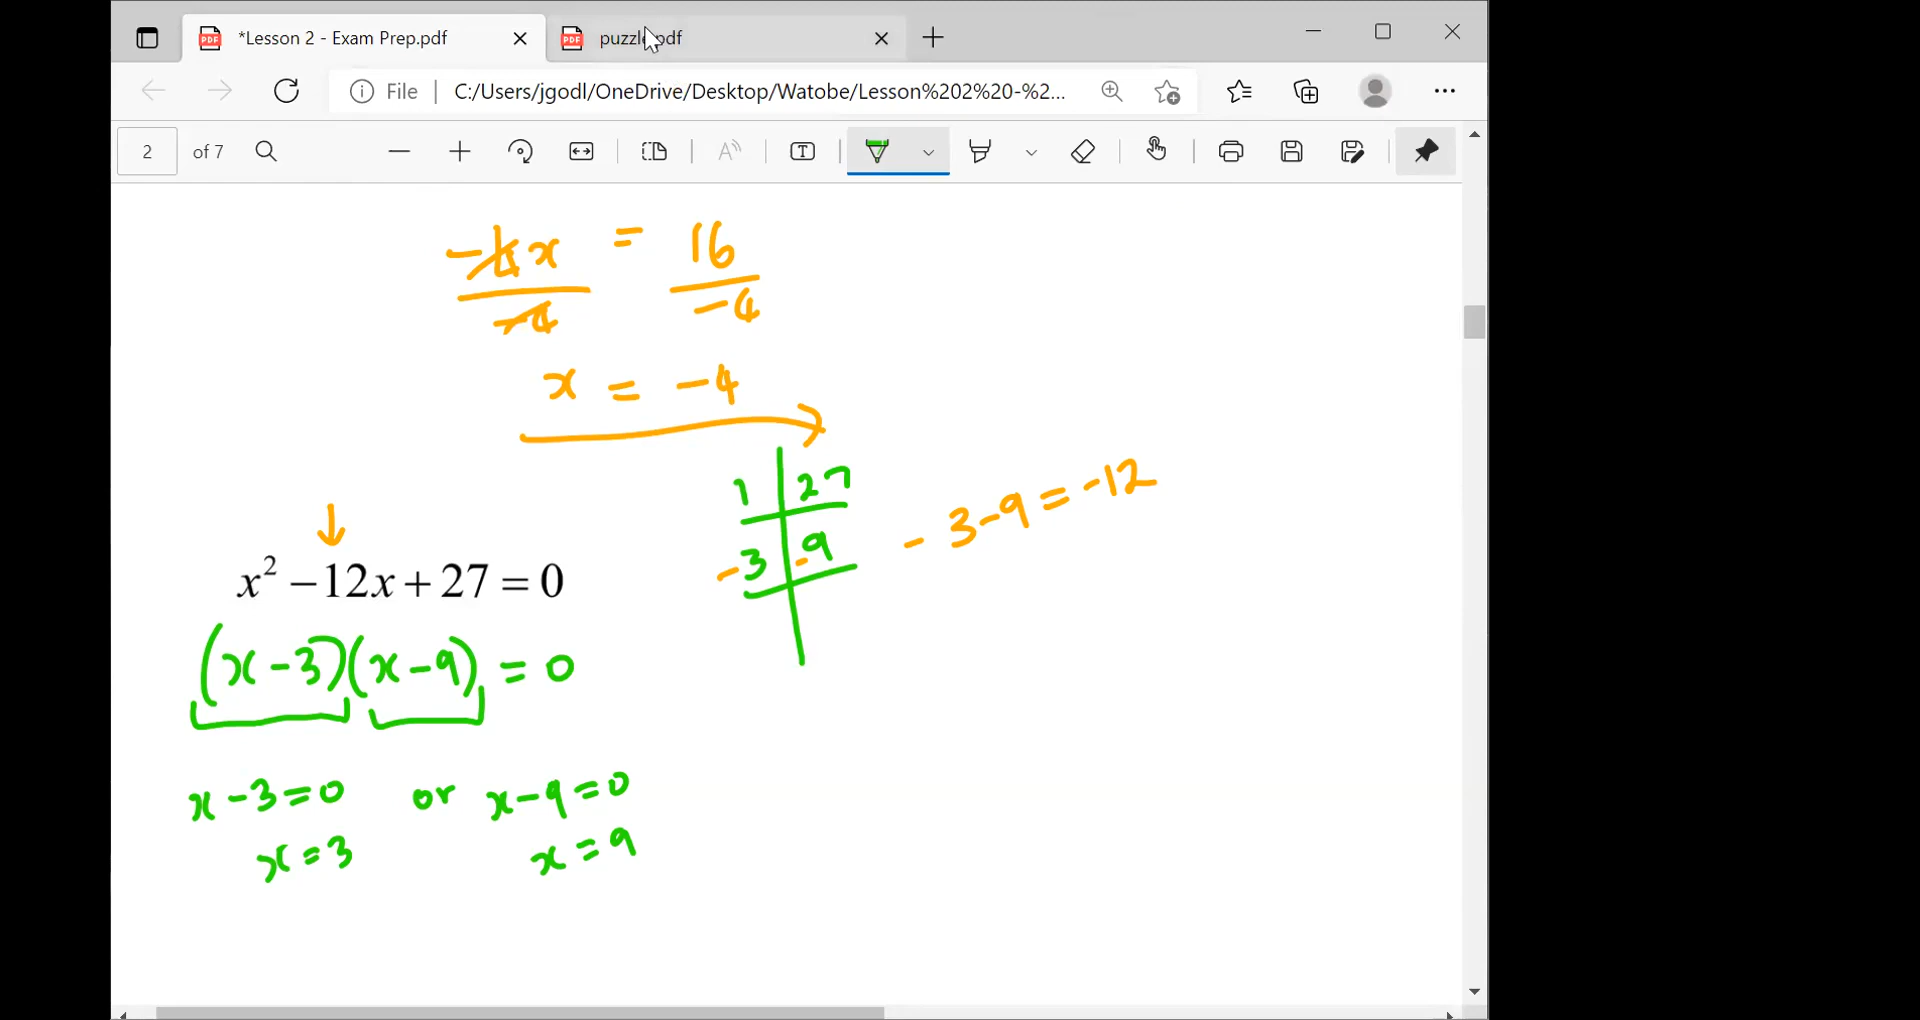 *Lesson 2 - Exam Prep.pdf
puzzle.pdf
File
C:/Users/jgodl/OneDrive/Desktop/Watobe/Lesson%202%20-%2...
2 of 7
-4x = 16
-4 -4
x = -4
1 27
-3 -9
-3-9=-12
x² − 12x + 27 = 0
(x-3)(x-9) = 0
x-3=0 or x-9=0
x=3 x=9